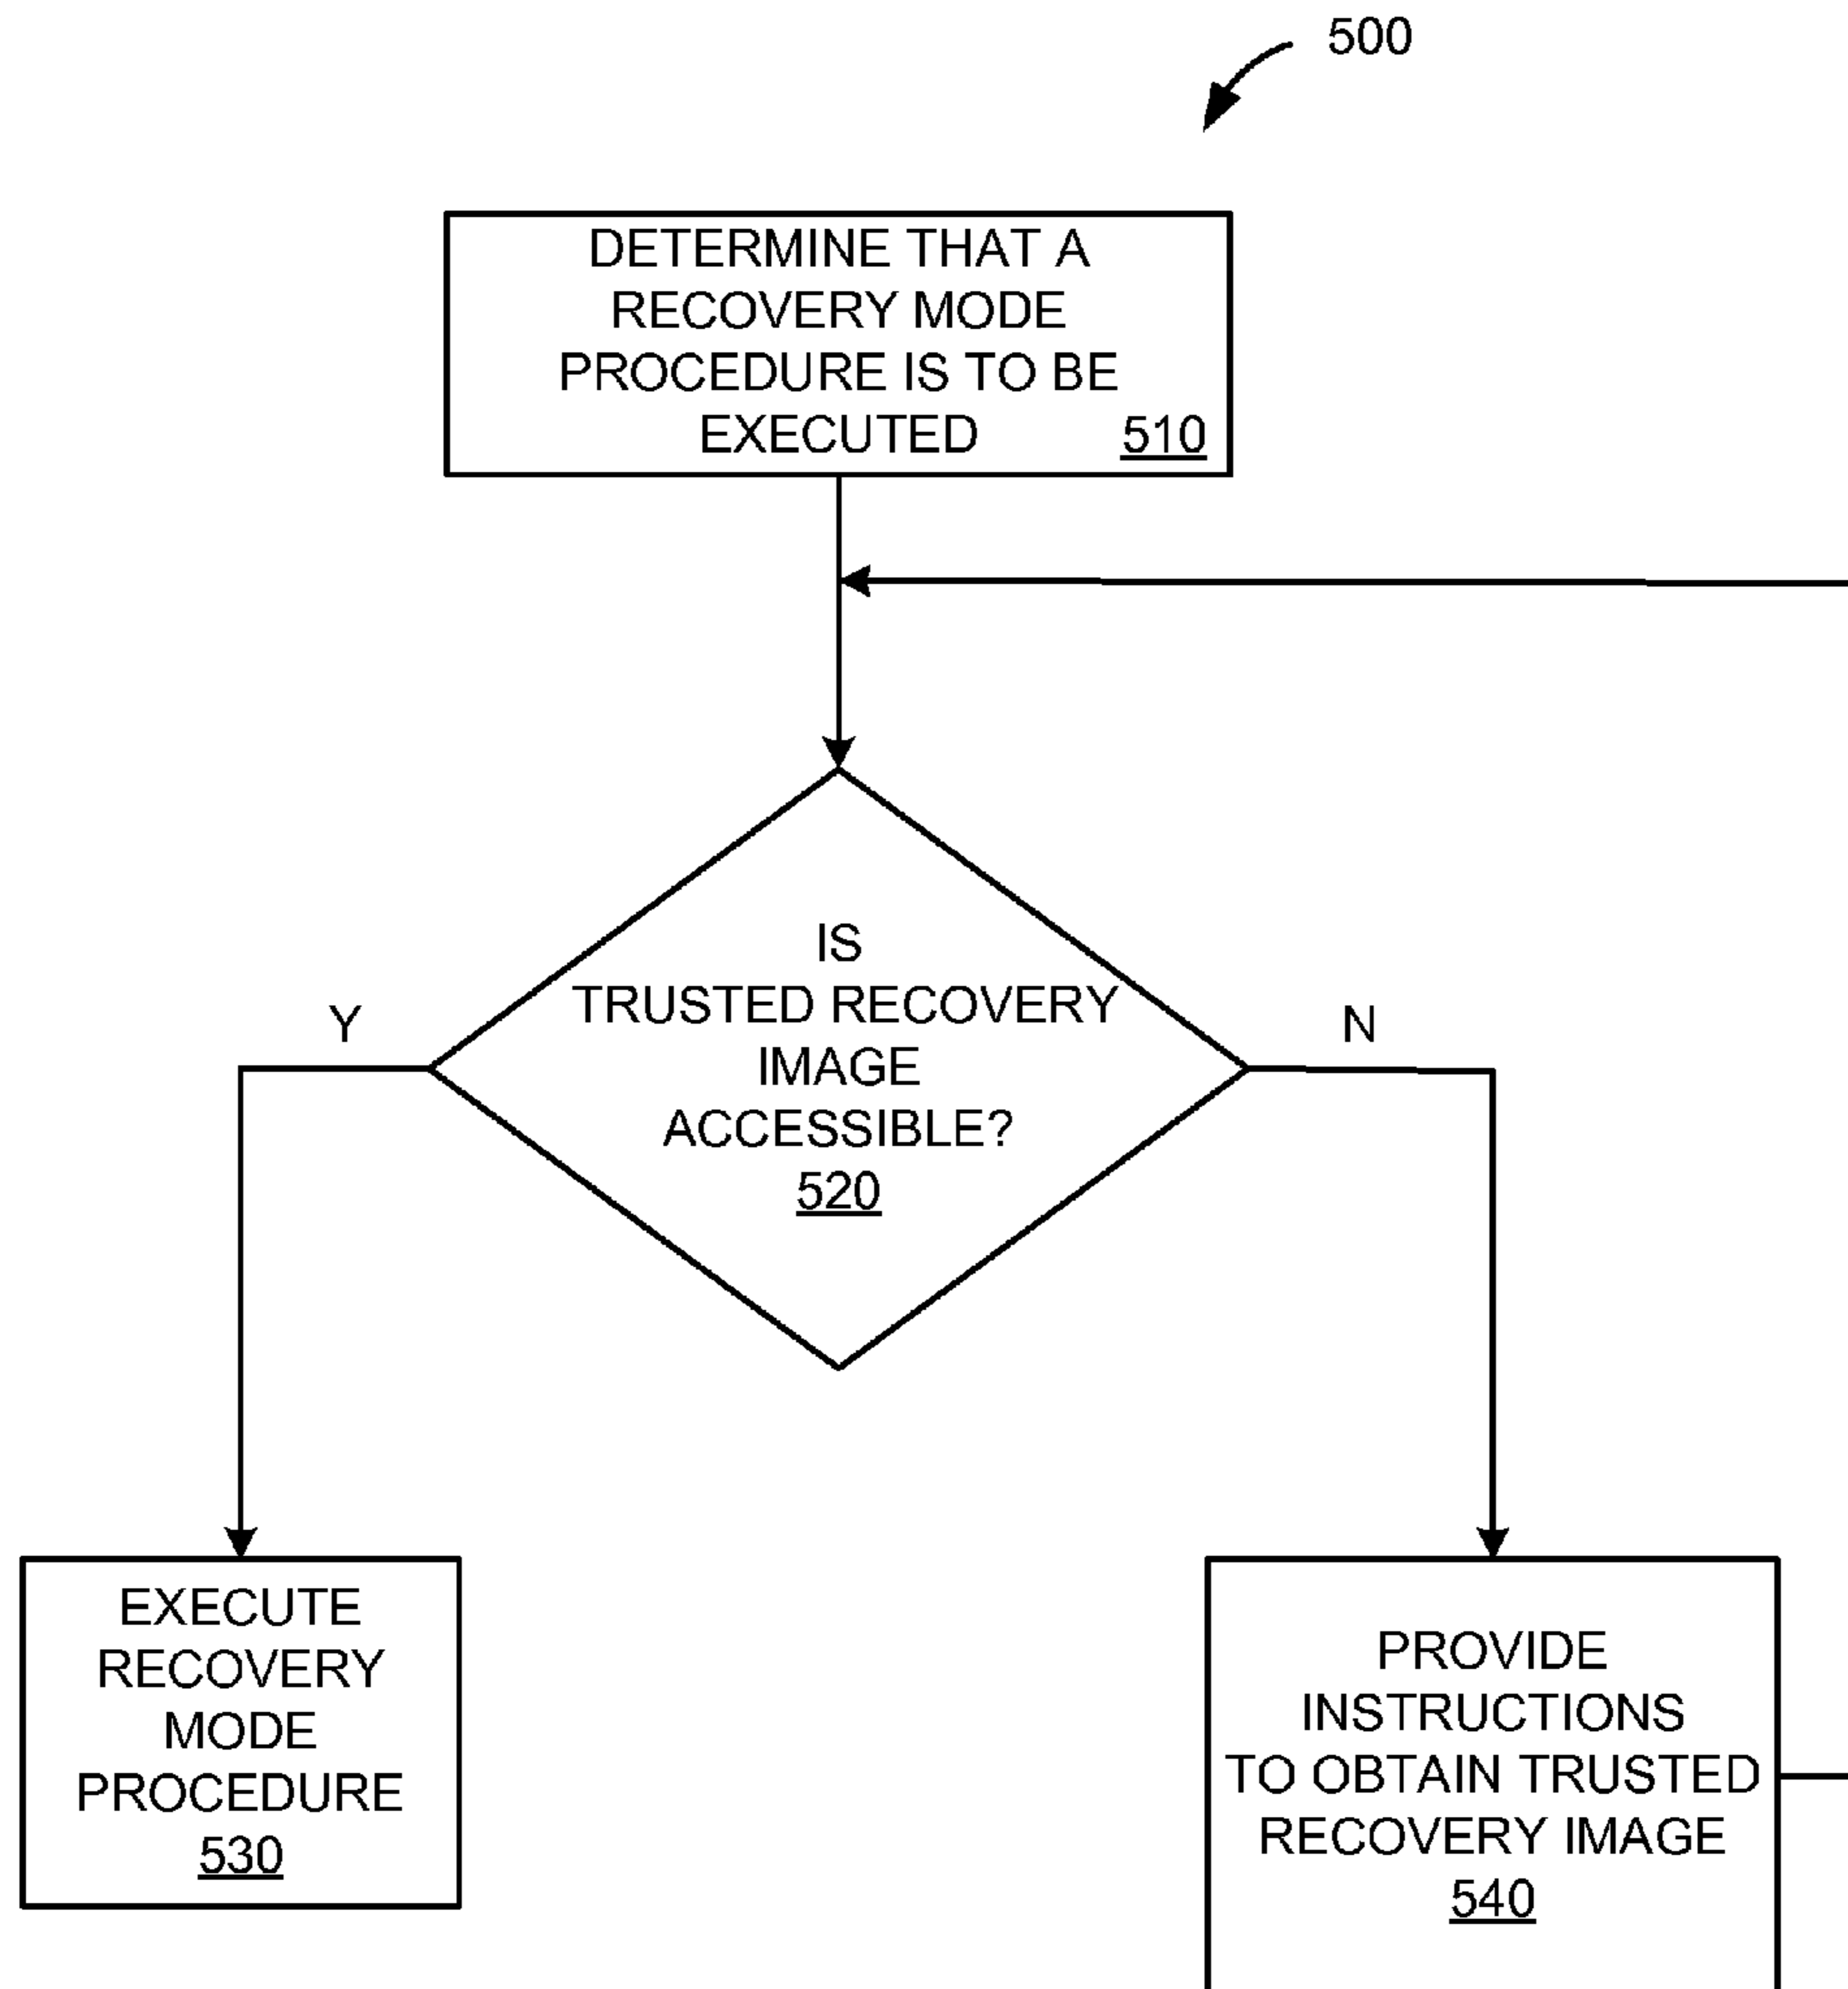 500
DETERMINE THAT A
RECOVERY MODE
PROCEDURE IS TO BE
EXECUTED 510
IS
TRUSTED RECOVERY
IMAGE
ACCESSIBLE?
520
Y
N
EXECUTE
RECOVERY
MODE
PROCEDURE
530
PROVIDE
INSTRUCTIONS
TO OBTAIN TRUSTED
RECOVERY IMAGE
540